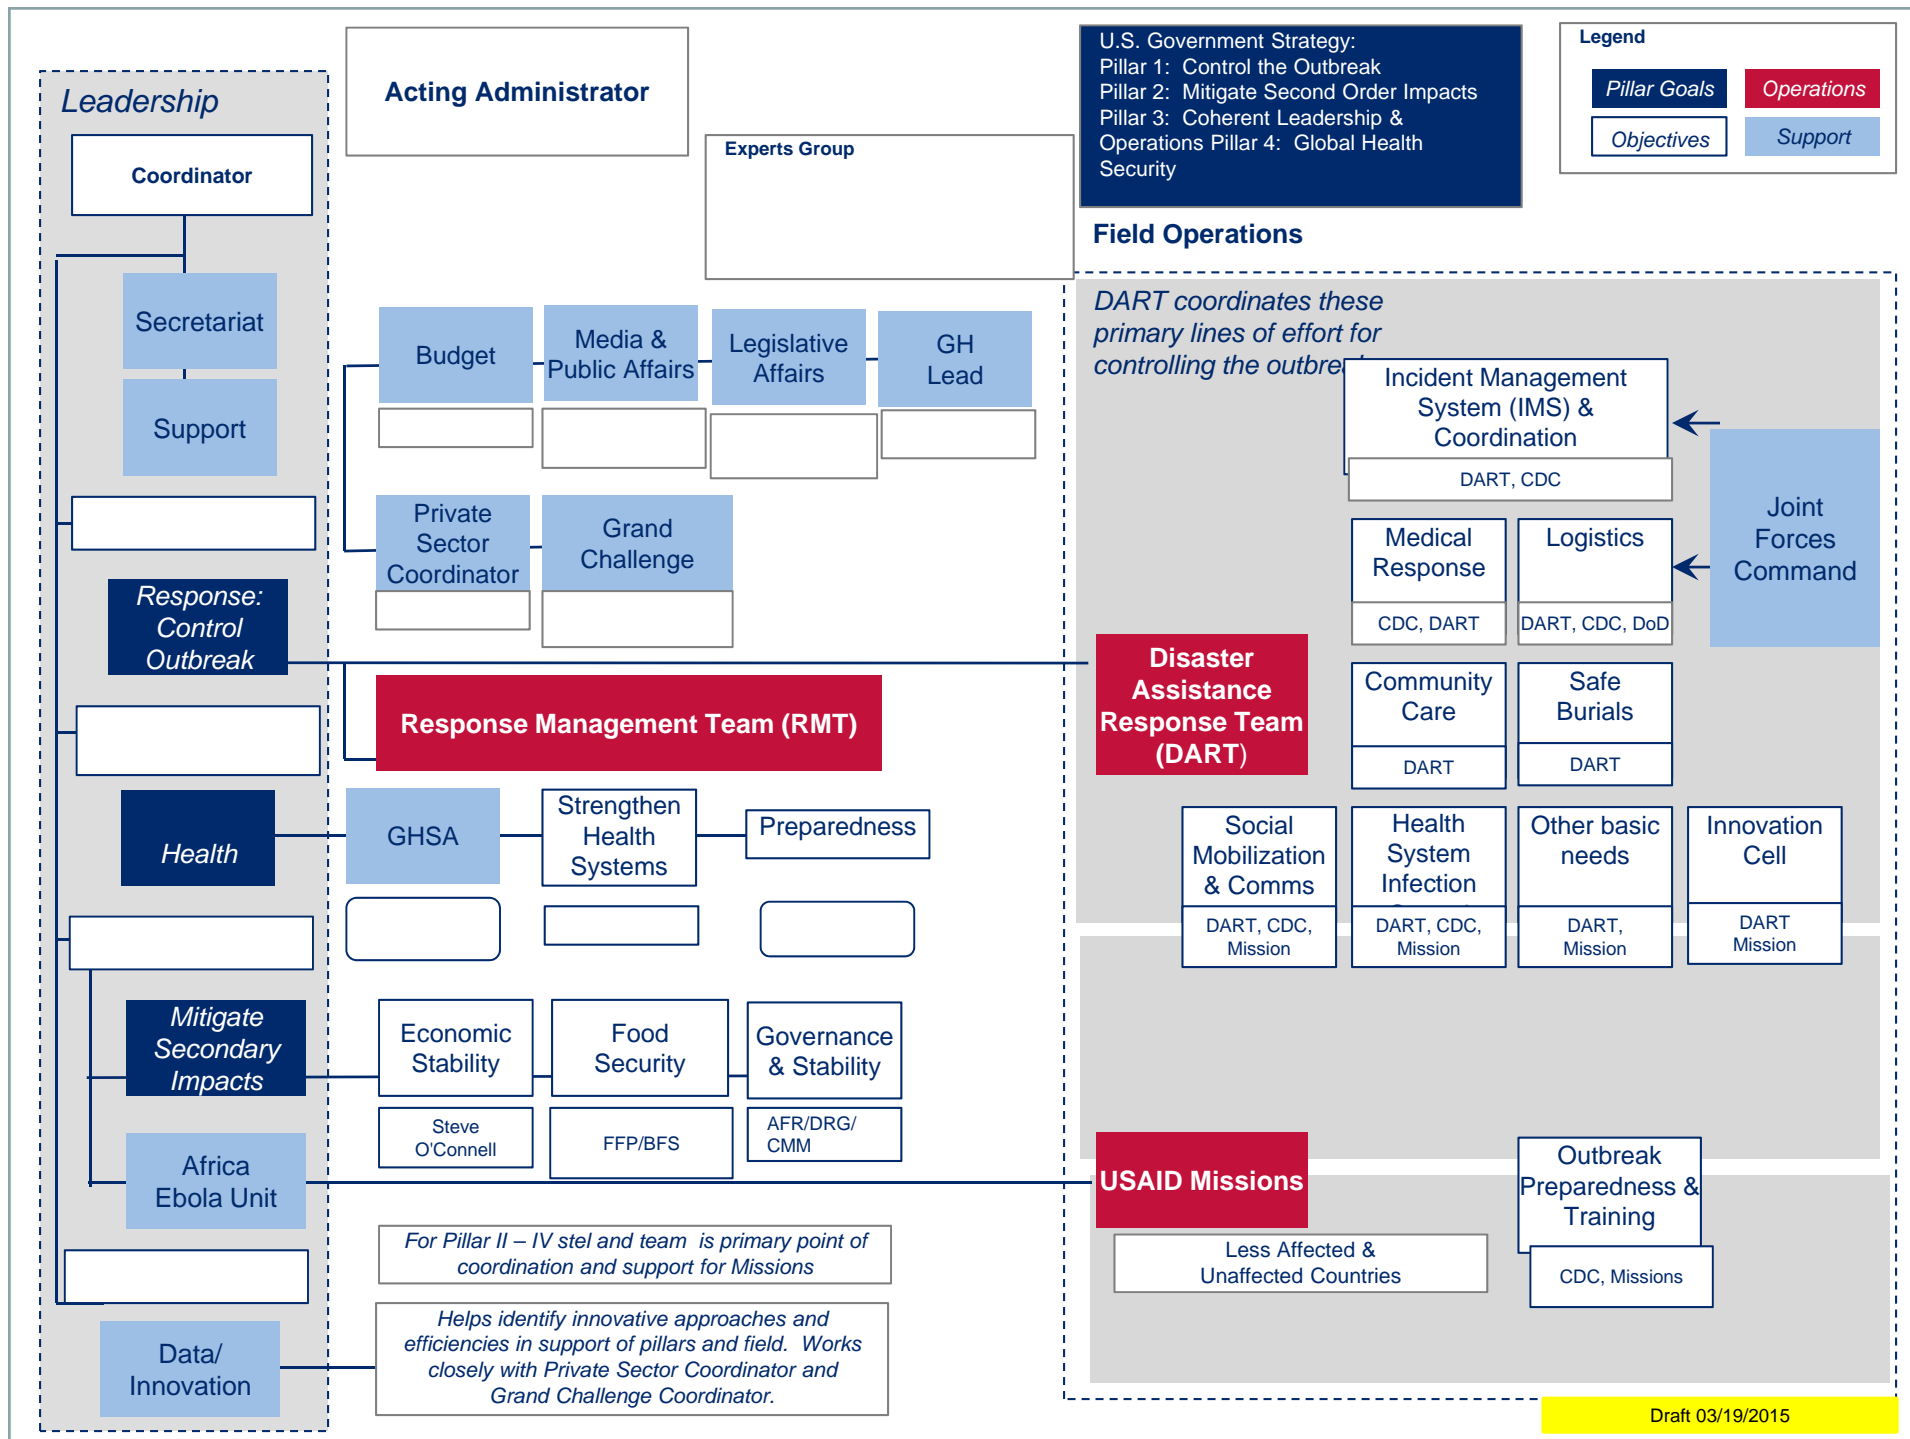 Leadership
Coordinator
Secretariat
Support
Response:
Control
Outbreak
Health
Mitigate
Secondary
Impacts
Africa
Ebola Unit
Data/
Innovation
Acting Administrator
Experts Group
U.S. Government Strategy:
Pillar 1:  Control the Outbreak
Pillar 2:  Mitigate Second Order Impacts
Pillar 3:  Coherent Leadership &
Operations Pillar 4:  Global Health
Security
Legend
Pillar Goals
Operations
Objectives
Support
Budget
Media &
Public Affairs
Legislative
Affairs
GH
Lead
Private
Sector
Coordinator
Grand
Challenge
Response Management Team (RMT)
GHSA
Strengthen
Health
Systems
Preparedness
Economic
Stability
Food
Security
Governance
& Stability
Steve
O'Connell
FFP/BFS
AFR/DRG/
CMM
For Pillar II – IV stel and team  is primary point of
coordination and support for Missions
Helps identify innovative approaches and
efficiencies in support of pillars and field.  Works
closely with Private Sector Coordinator and
Grand Challenge Coordinator.
Field Operations
DART coordinates these
primary lines of effort for
controlling the
Incident Management
System (IMS) &
Coordination
DART, CDC
Joint
Forces
Command
Medical
Response
CDC, DART
Logistics
DART, CDC, DoD
Disaster
Assistance
Response Team
(DART)
Community
Care
DART
Safe
Burials
DART
Social
Mobilization
& Comms
DART, CDC,
Mission
Health
System
Infection
DART, CDC,
Mission
Other basic
needs
DART,
Mission
Innovation
Cell
DART
Mission
USAID Missions
Less Affected &
Unaffected Countries
Outbreak
Preparedness &
Training
CDC, Missions
Draft 03/19/2015